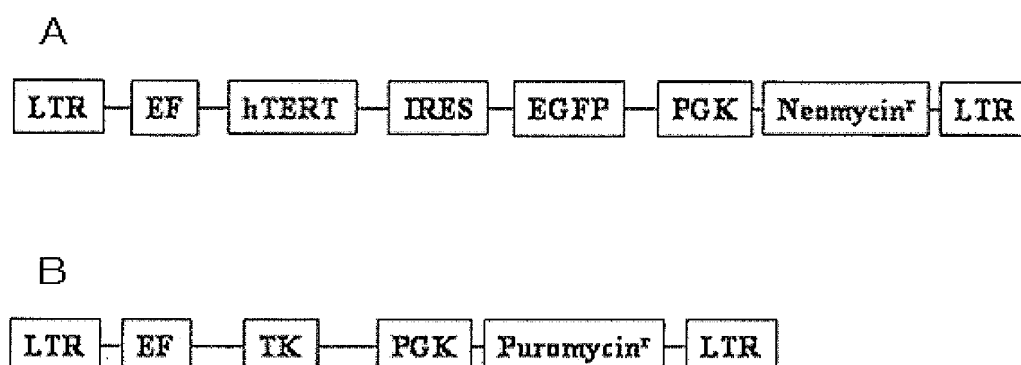 A
LTR EF hTERT IRES EGFP PGK Neomycinʳ LTR
B
LTR EF TK PGK Puromycinʳ LTR